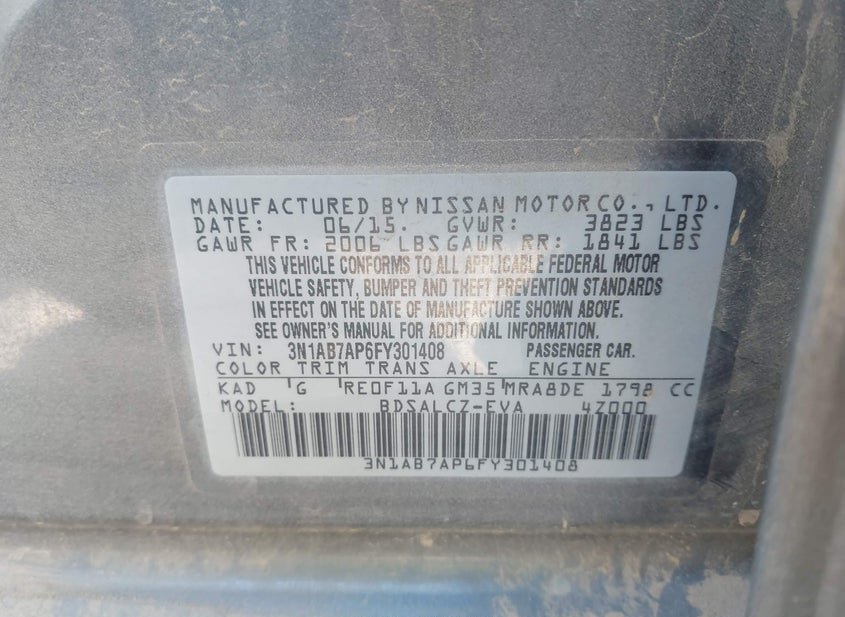 MANUFACTURED BY NISSAN MOTOR CO., LTD.
DATE: 06/15. GVWR: 3823 LBS
GAWR FR: 2006 LBS GAWR RR: 1841 LBS
THIS VEHICLE CONFORMS TO ALL APPLICABLE FEDERAL MOTOR
VEHICLE SAFETY, BUMPER AND THEFT PREVENTION STANDARDS
IN EFFECT ON THE DATE OF MANUFACTURE SHOWN ABOVE.
SEE OWNER'S MANUAL FOR ADDITIONAL INFORMATION.
VIN: 3N1AB7AP6FY301408 PASSENGER CAR.
COLOR TRIM TRANS AXLE ENGINE
KAD 'G RE0F11A GM35 MRA8DE 1798 CC
MODEL: BDSALCZ-EVA 4Z000
3N1AB7AP6FY301408